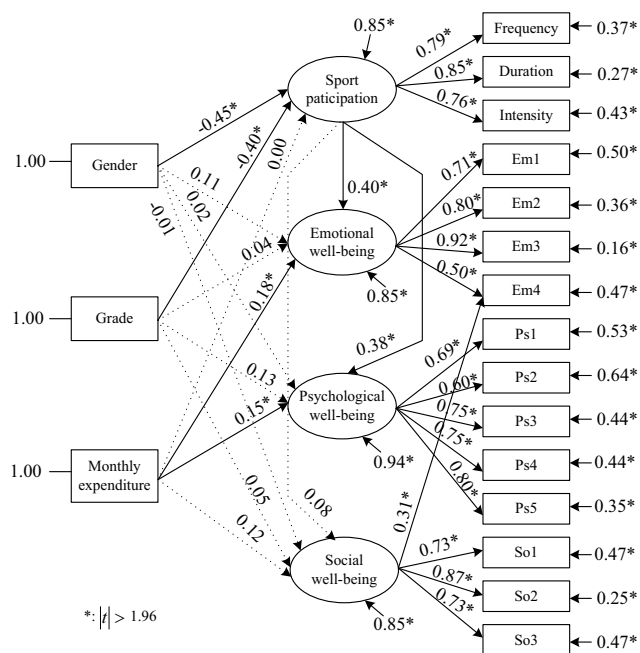 0.85*
Sport
paticipation
0.79*
0.85*
0.76*
Frequency
0.37*
Duration
0.27*
Intensity
0.43*
-0.45*
-0.40*
0.00
1.00
Gender
0.11
0.02
-0.01
0.40*
0.71*
0.80*
0.92*
0.50*
Em1
0.50*
Em2
0.36*
Em3
0.16*
Em4
0.47*
Emotional
well-being
0.04
0.18*
0.85*
1.00
Grade
0.38*
0.13
0.15*
Psychological
well-being
0.94*
0.69*
0.60*
0.75*
0.75*
0.80*
Ps1
0.53*
Ps2
0.64*
Ps3
0.44*
Ps4
0.44*
Ps5
0.35*
1.00
Monthly
expenditure
0.05
0.12
0.08
0.31*
Social
well-being
0.85*
0.73*
0.87*
0.73*
So1
0.47*
So2
0.25*
So3
0.47*
*: |t| > 1.96